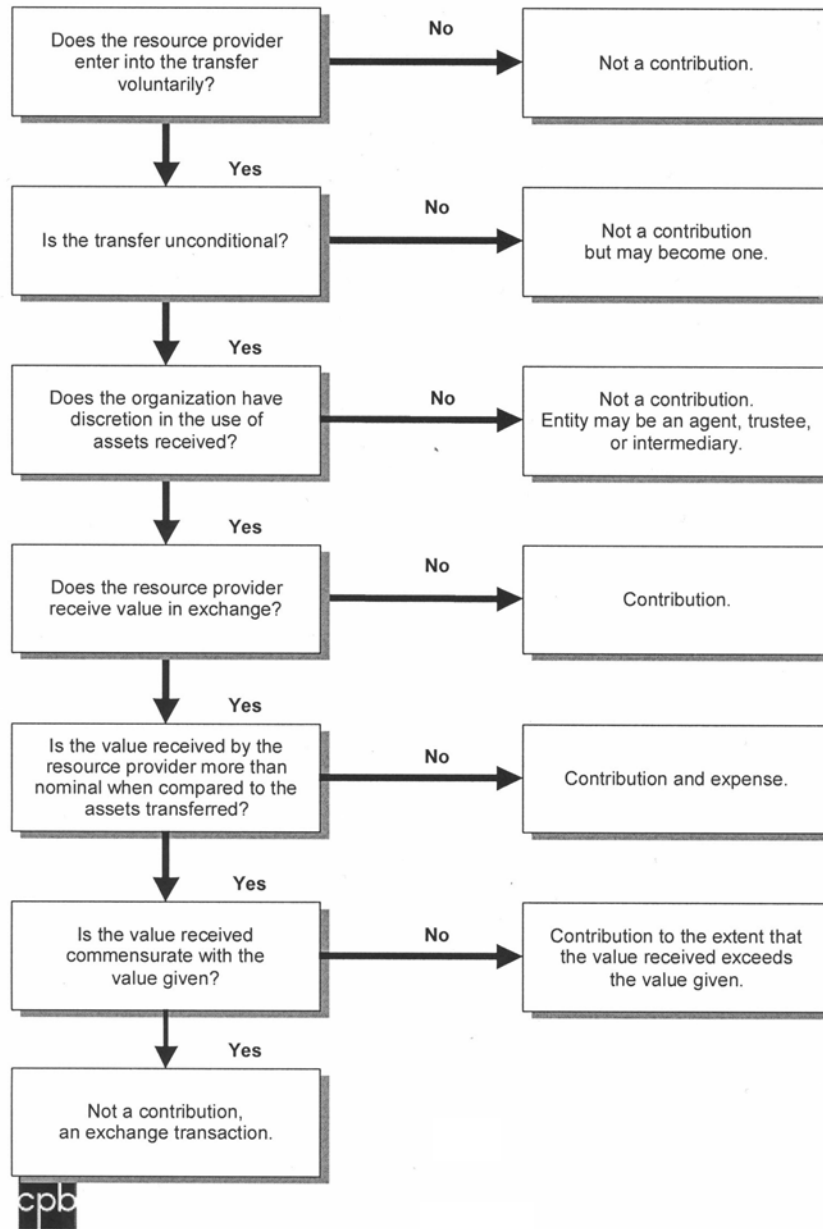 Does the resource provider
enter into the transfer
voluntarily?
No
Not a contribution.
Yes
Is the transfer unconditional?
No
Not a contribution
but may become one.
Yes
Does the organization have
discretion in the use of
assets received?
No
Not a contribution.
Entity may be an agent, trustee,
or intermediary.
Yes
Does the resource provider
receive value in exchange?
No
Contribution.
Yes
Is the value received by the
resource provider more than
nominal when compared to the
assets transferred?
No
Contribution and expense.
Yes
Is the value received
commensurate with the
value given?
No
Contribution to the extent that
the value received exceeds
the value given.
Yes
Not a contribution,
an exchange transaction.
cpb